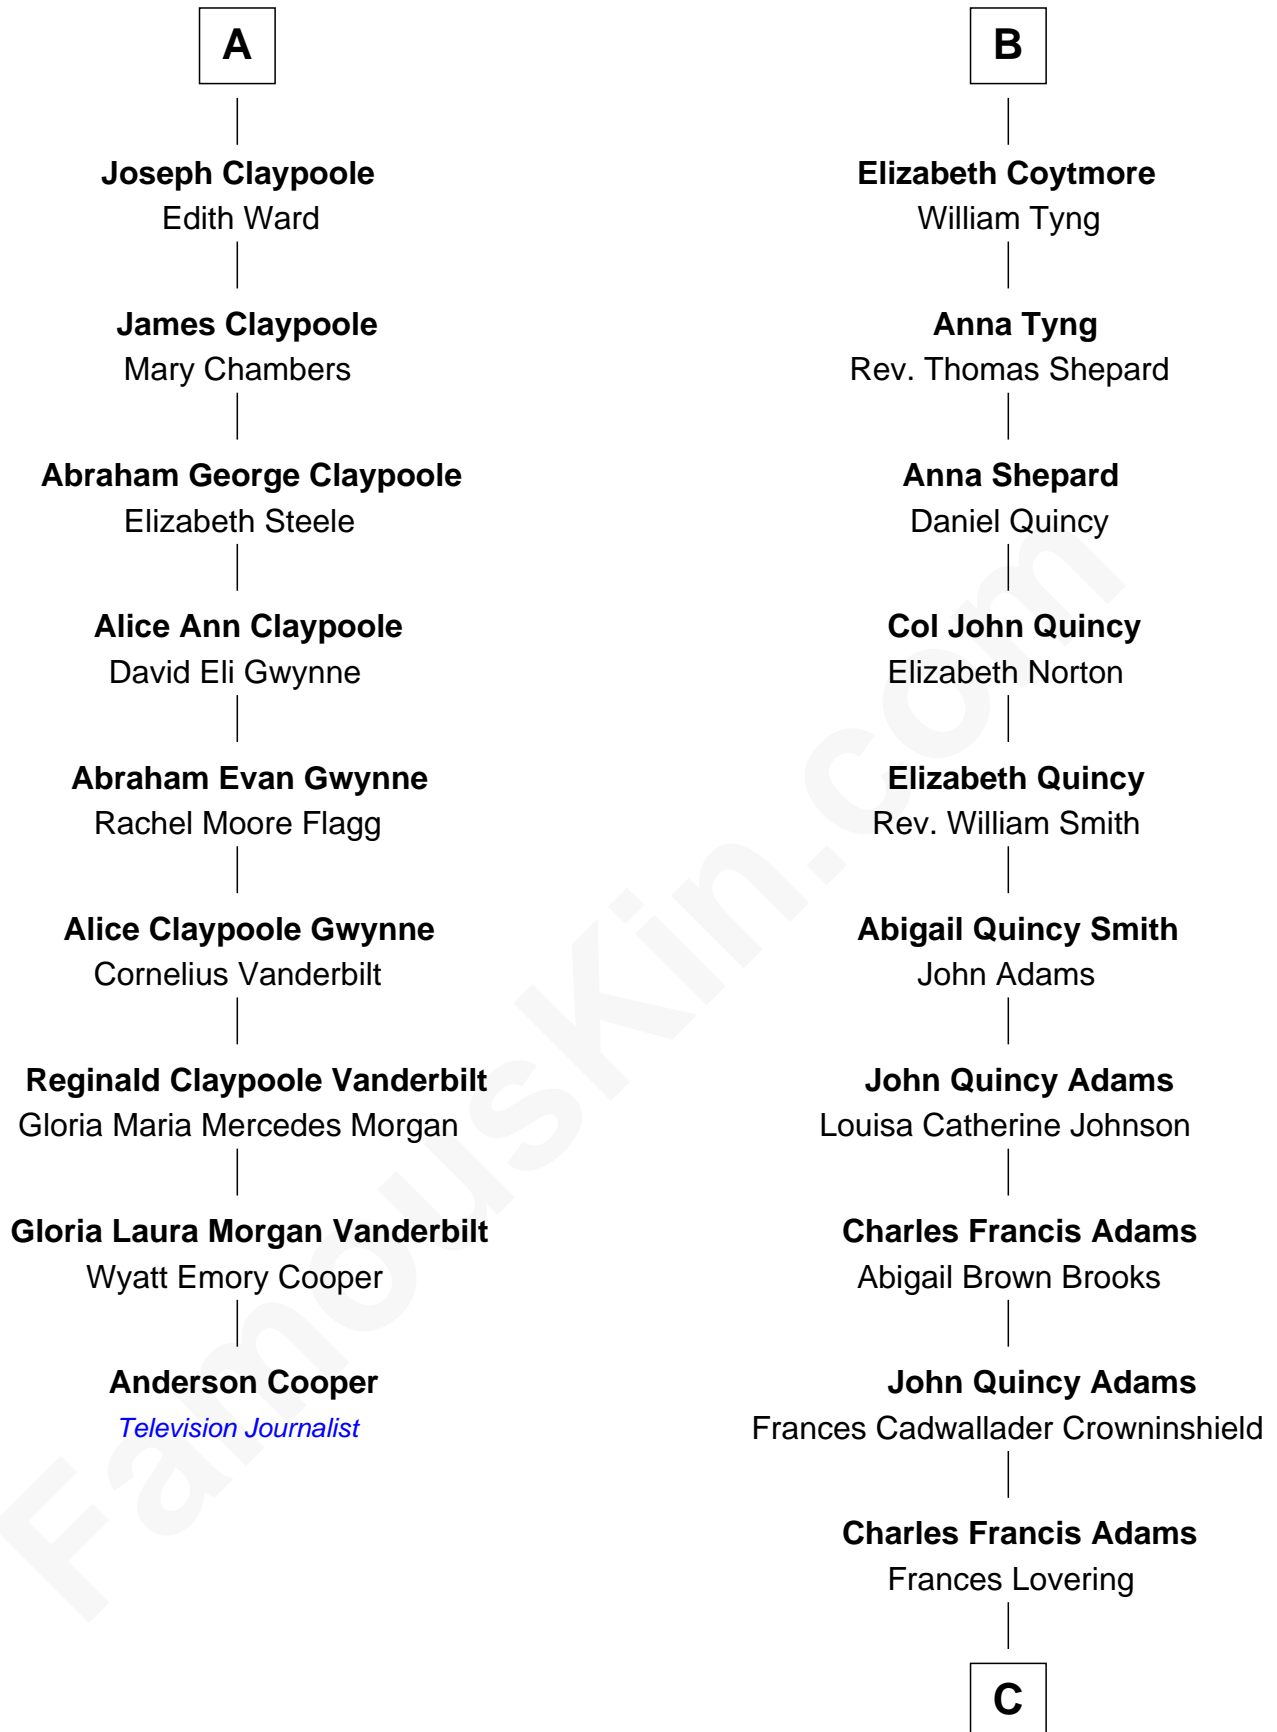 A
Joseph Claypoole
Edith Ward
James Claypoole
Mary Chambers
Abraham George Claypoole
Elizabeth Steele
Alice Ann Claypoole
David Eli Gwynne
Abraham Evan Gwynne
Rachel Moore Flagg
Alice Claypoole Gwynne
Cornelius Vanderbilt
Reginald Claypoole Vanderbilt
Gloria Maria Mercedes Morgan
Gloria Laura Morgan Vanderbilt
Wyatt Emory Cooper
Anderson Cooper
Television Journalist
B
Elizabeth Coytmore
William Tyng
Anna Tyng
Rev. Thomas Shepard
Anna Shepard
Daniel Quincy
Col John Quincy
Elizabeth Norton
Elizabeth Quincy
Rev. William Smith
Abigail Quincy Smith
John Adams
John Quincy Adams
Louisa Catherine Johnson
Charles Francis Adams
Abigail Brown Brooks
John Quincy Adams
Frances Cadwallader Crowninshield
Charles Francis Adams
Frances Lovering
C
FamousKin.com